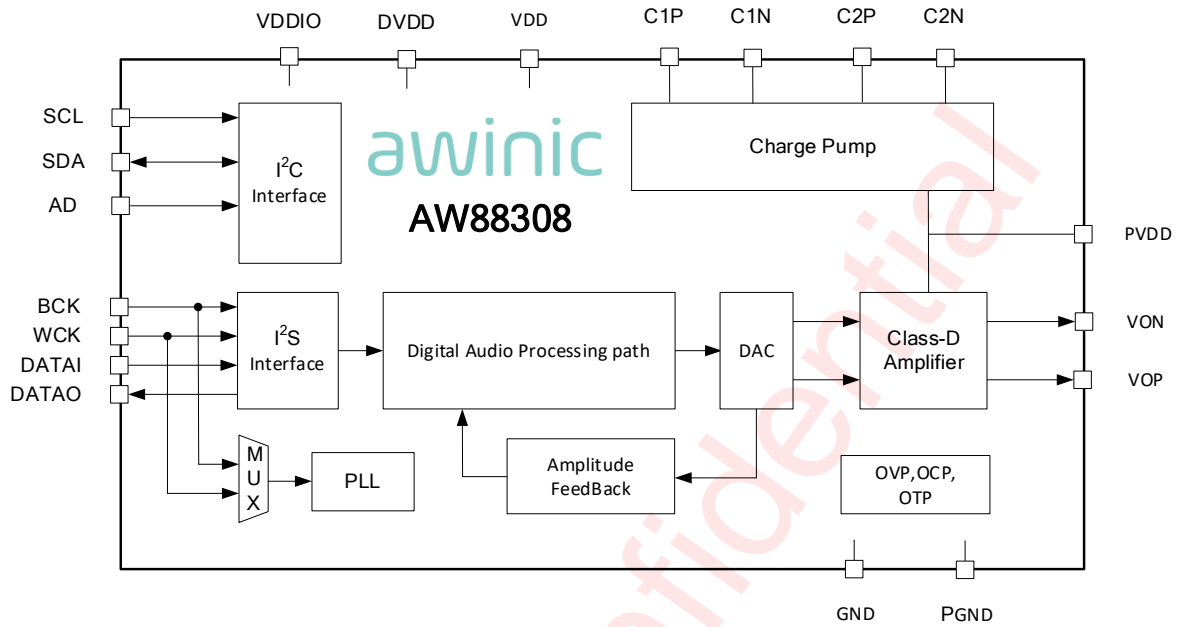 VDDIO DVDD VDD C1P C1N C2P C2N
SCL
SDA
AD
I²C
Interface
awinic
AW88308
Charge Pump
PVDD
BCK
WCK
DATAI
DATAO
I²S
Interface
Digital Audio Processing path
DAC
Class-D
Amplifier
VON
VOP
M
U
X
PLL
Amplitude
FeedBack
OVP,OCP,
OTP
GND PGND